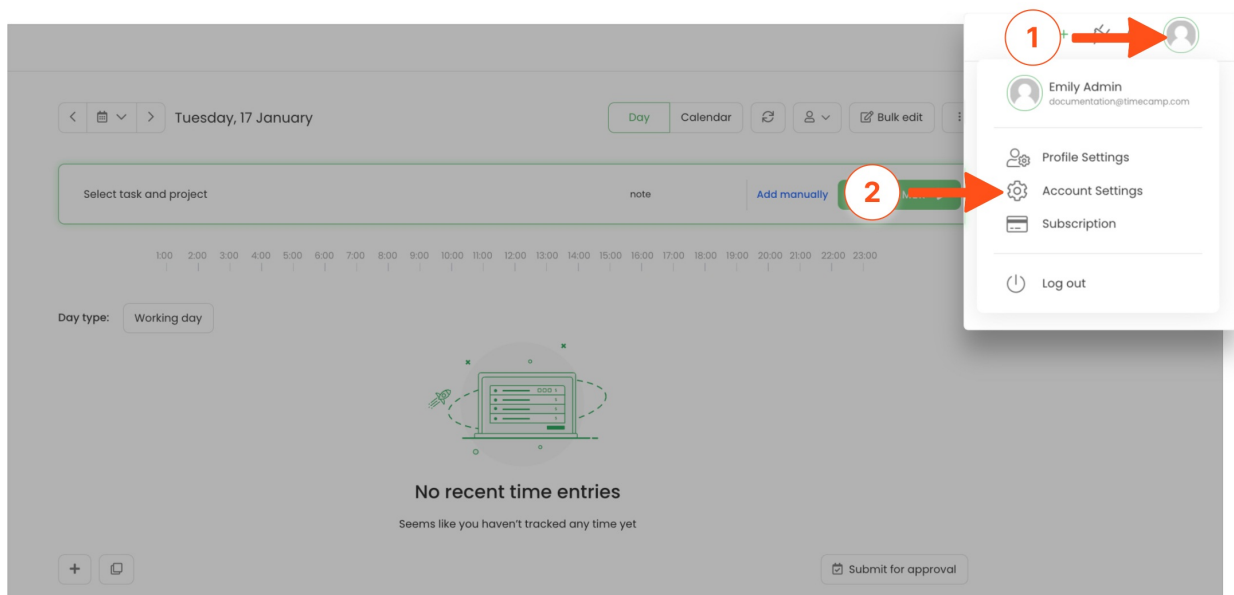 1
Emily Admin
documentation@timecamp.com
Tuesday, 17 January
Day Calendar Bulk edit
Profile Settings
Select task and project note Add manually 2 Account Settings
Subscription
1:00 2:00 3:00 4:00 5:00 6:00 7:00 8:00 9:00 10:00 11:00 12:00 13:00 14:00 15:00 16:00 17:00 18:00 19:00 20:00 21:00 22:00 23:00
Log out
Day type: Working day
000
No recent time entries
Seems like you haven't tracked any time yet
Submit for approval